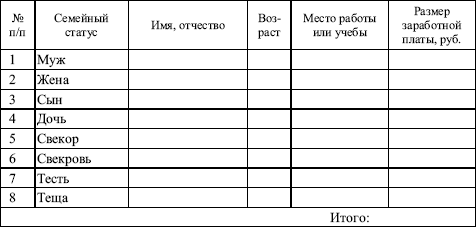 № п/п Семейный статус Имя, отчество Воз-раст Место работы или учебы Размер заработной платы, руб.
1 Муж
2 Жена
3 Сын
4 Дочь
5 Свекор
6 Свекровь
7 Тесть
8 Теща
Итого: